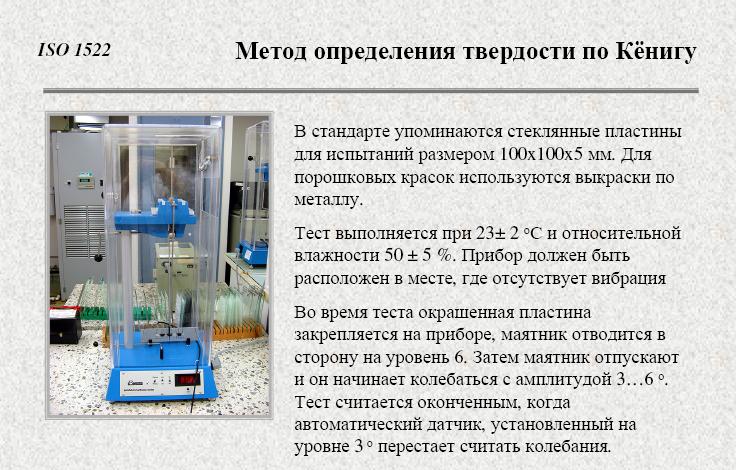 ISO 1522
Метод определения твердости по Кёнигу
В стандарте упоминаются стеклянные пластины
для испытаний размером 100x100x5 мм. Для
порошковых красок используются выкраски по
металлу.
Тест выполняется при 23± 2 °С и относительной
влажности 50 ± 5 %. Прибор должен быть
расположен в месте, где отсутствует вибрация
Во время теста окрашенная пластина
закрепляется на приборе, маятник отводится в
сторону на уровень 6. Затем маятник отпускают
и он начинает колебаться с амплитудой 3…6 °.
Тест считается оконченным, когда
автоматический датчик, установленный на
уровне 3° перестает считать колебания.